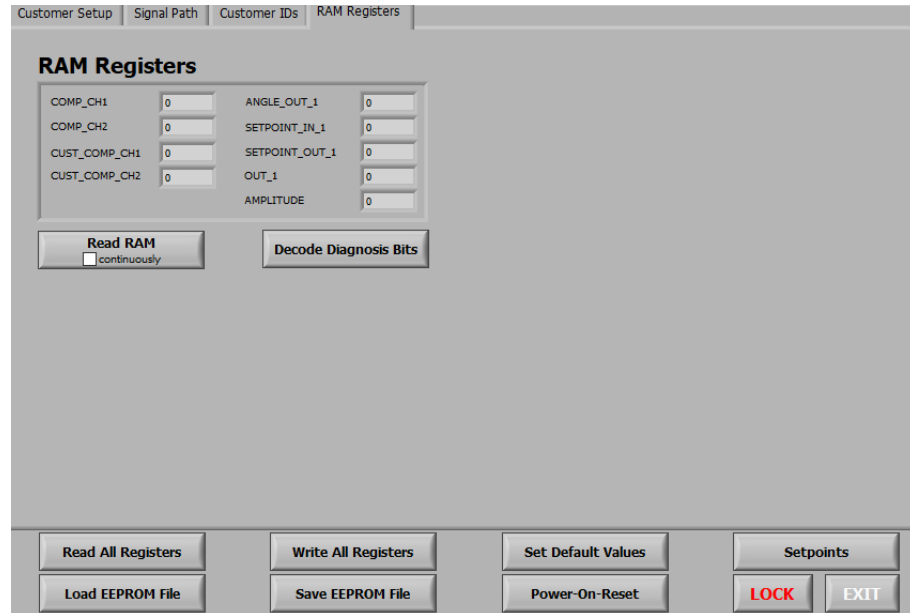 Customer Setup Signal Path Customer IDs RAM Registers
RAM Registers
COMP_CH1 0 ANGLE_OUT_1 0
COMP_CH2 0 SETPOINT_IN_1 0
CUST_COMP_CH1 0 SETPOINT_OUT_1 0
CUST_COMP_CH2 0 OUT_1 0
AMPLITUDE 0
Read RAM
continuously
Decode Diagnosis Bits
Read All Registers Write All Registers Set Default Values Setpoints
Load EEPROM File Save EEPROM File Power-On-Reset LOCK EXIT